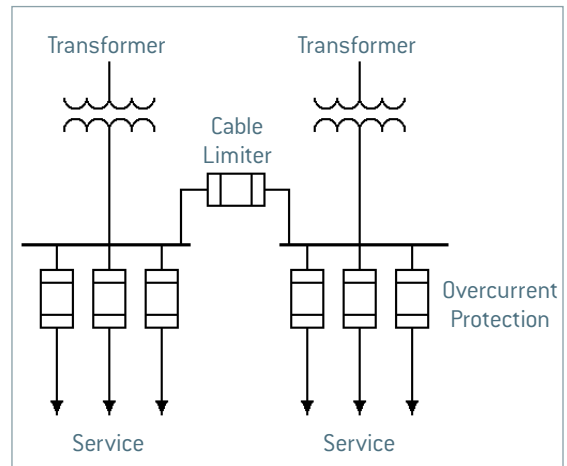 Transformer
Transformer
Cable
Limiter
Overcurrent
Protection
Service
Service